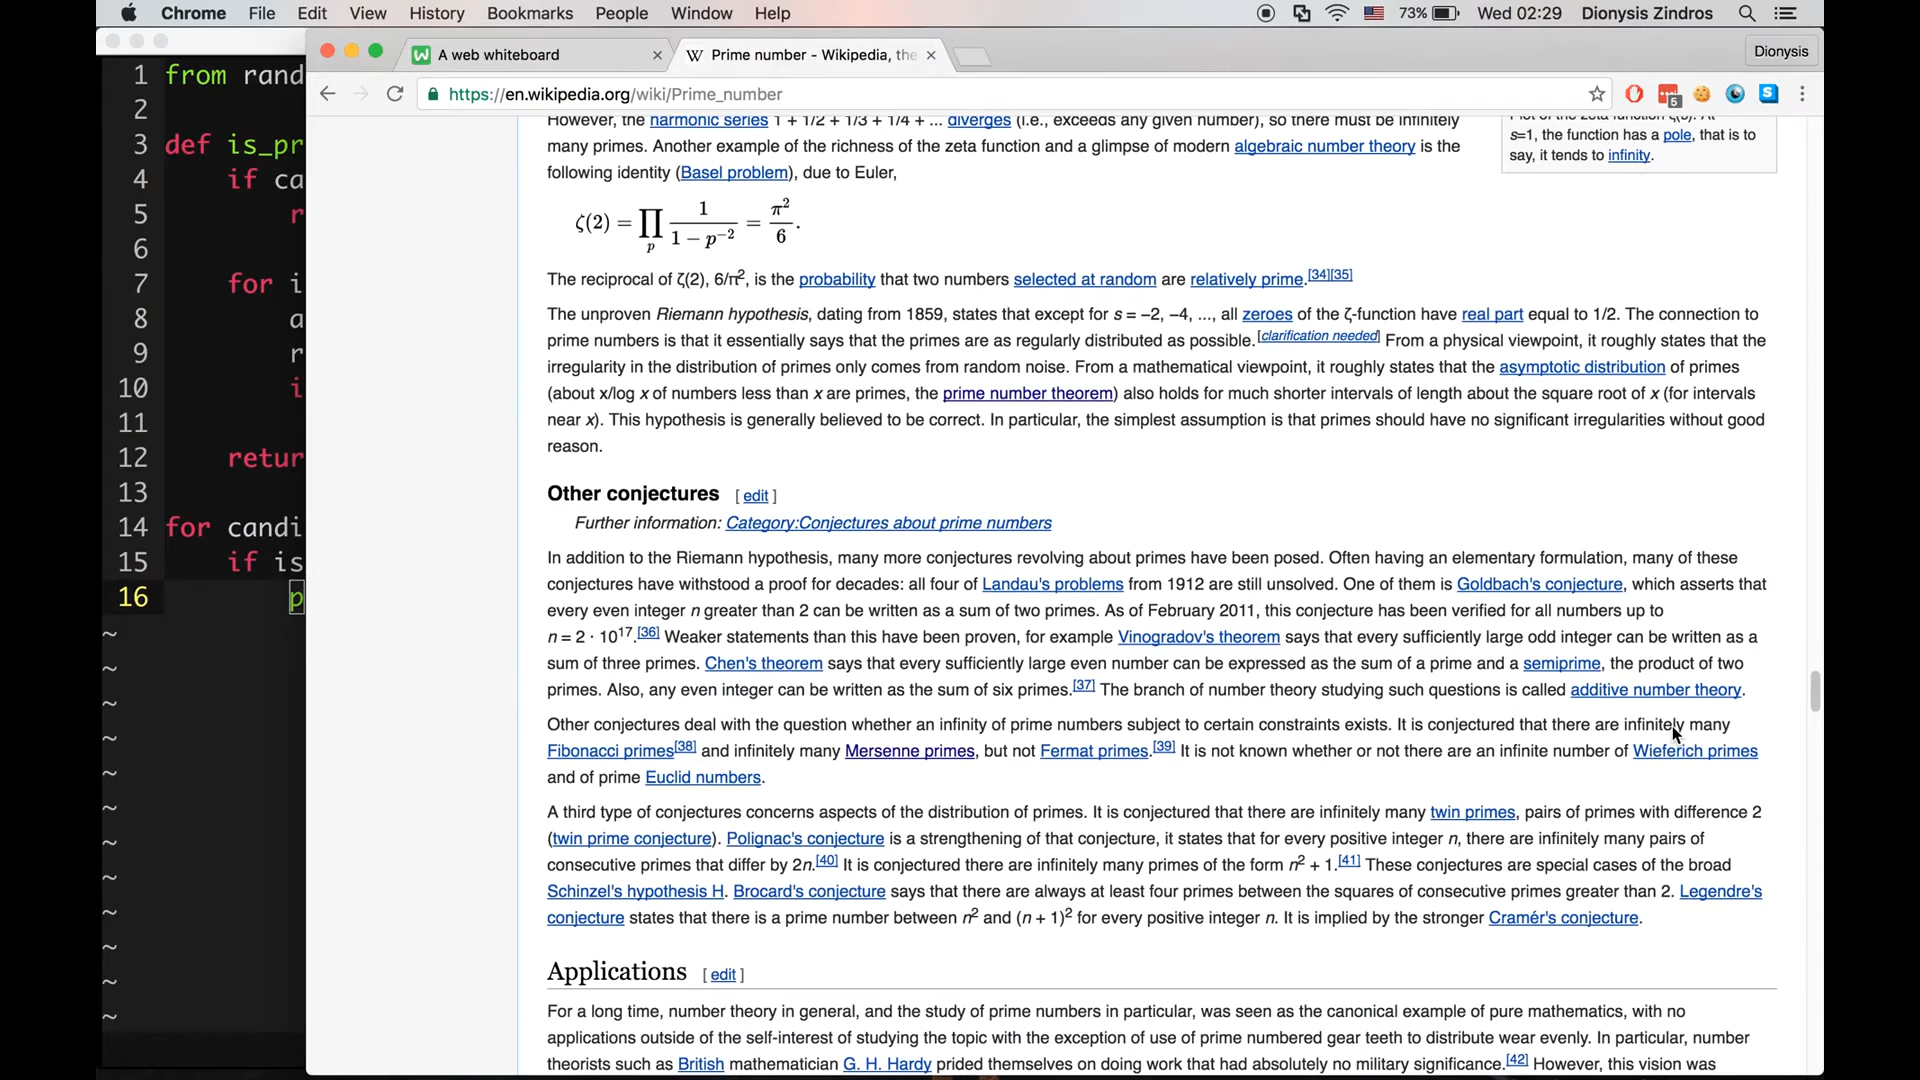 Chrome File Edit View History Bookmarks People Window Help 73% Wed 02:29 Dionysis Zindros
A web whiteboard
W Prime number - Wikipedia, the
Dionysis
https://en.wikipedia.org/wiki/Prime_number
5
S
1 from rand
2
3 def is_pr
4 if ca
5 r
6
7 for i
8 a
9 r
10 i
11
12 retur
13
14 for candi
15 if is
16 p
~
~
~
~
~
~
~
~
~
~
~
~
However, the harmonic series 1 + 1/2 + 1/3 + 1/4 + ... diverges (i.e., exceeds any given number), so there must be infinitely
many primes. Another example of the richness of the zeta function and a glimpse of modern algebraic number theory is the
following identity (Basel problem), due to Euler,
s=1, the function has a pole, that is to
say, it tends to infinity.
ζ(2) = ∏p 1/(1 − p⁻²) = π²/6.
The reciprocal of ζ(2), 6/π², is the probability that two numbers selected at random are relatively prime.[34][35]
The unproven Riemann hypothesis, dating from 1859, states that except for s = −2, −4, ..., all zeroes of the ζ-function have real part equal to 1/2. The connection to
prime numbers is that it essentially says that the primes are as regularly distributed as possible.[clarification needed] From a physical viewpoint, it roughly states that the
irregularity in the distribution of primes only comes from random noise. From a mathematical viewpoint, it roughly states that the asymptotic distribution of primes
(about x/log x of numbers less than x are primes, the prime number theorem) also holds for much shorter intervals of length about the square root of x (for intervals
near x). This hypothesis is generally believed to be correct. In particular, the simplest assumption is that primes should have no significant irregularities without good
reason.
Other conjectures [ edit ]
Further information: Category:Conjectures about prime numbers
In addition to the Riemann hypothesis, many more conjectures revolving about primes have been posed. Often having an elementary formulation, many of these
conjectures have withstood a proof for decades: all four of Landau's problems from 1912 are still unsolved. One of them is Goldbach's conjecture, which asserts that
every even integer n greater than 2 can be written as a sum of two primes. As of February 2011, this conjecture has been verified for all numbers up to
n = 2 · 10¹⁷.[36] Weaker statements than this have been proven, for example Vinogradov's theorem says that every sufficiently large odd integer can be written as a
sum of three primes. Chen's theorem says that every sufficiently large even number can be expressed as the sum of a prime and a semiprime, the product of two
primes. Also, any even integer can be written as the sum of six primes.[37] The branch of number theory studying such questions is called additive number theory.
Other conjectures deal with the question whether an infinity of prime numbers subject to certain constraints exists. It is conjectured that there are infinitely many
Fibonacci primes[38] and infinitely many Mersenne primes, but not Fermat primes.[39] It is not known whether or not there are an infinite number of Wieferich primes
and of prime Euclid numbers.
A third type of conjectures concerns aspects of the distribution of primes. It is conjectured that there are infinitely many twin primes, pairs of primes with difference 2
(twin prime conjecture). Polignac's conjecture is a strengthening of that conjecture, it states that for every positive integer n, there are infinitely many pairs of
consecutive primes that differ by 2n.[40] It is conjectured there are infinitely many primes of the form n² + 1.[41] These conjectures are special cases of the broad
Schinzel's hypothesis H. Brocard's conjecture says that there are always at least four primes between the squares of consecutive primes greater than 2. Legendre's
conjecture states that there is a prime number between n² and (n + 1)² for every positive integer n. It is implied by the stronger Cramér's conjecture.
Applications [ edit ]
For a long time, number theory in general, and the study of prime numbers in particular, was seen as the canonical example of pure mathematics, with no
applications outside of the self-interest of studying the topic with the exception of use of prime numbered gear teeth to distribute wear evenly. In particular, number
theorists such as British mathematician G. H. Hardy prided themselves on doing work that had absolutely no military significance.[42] However, this vision was